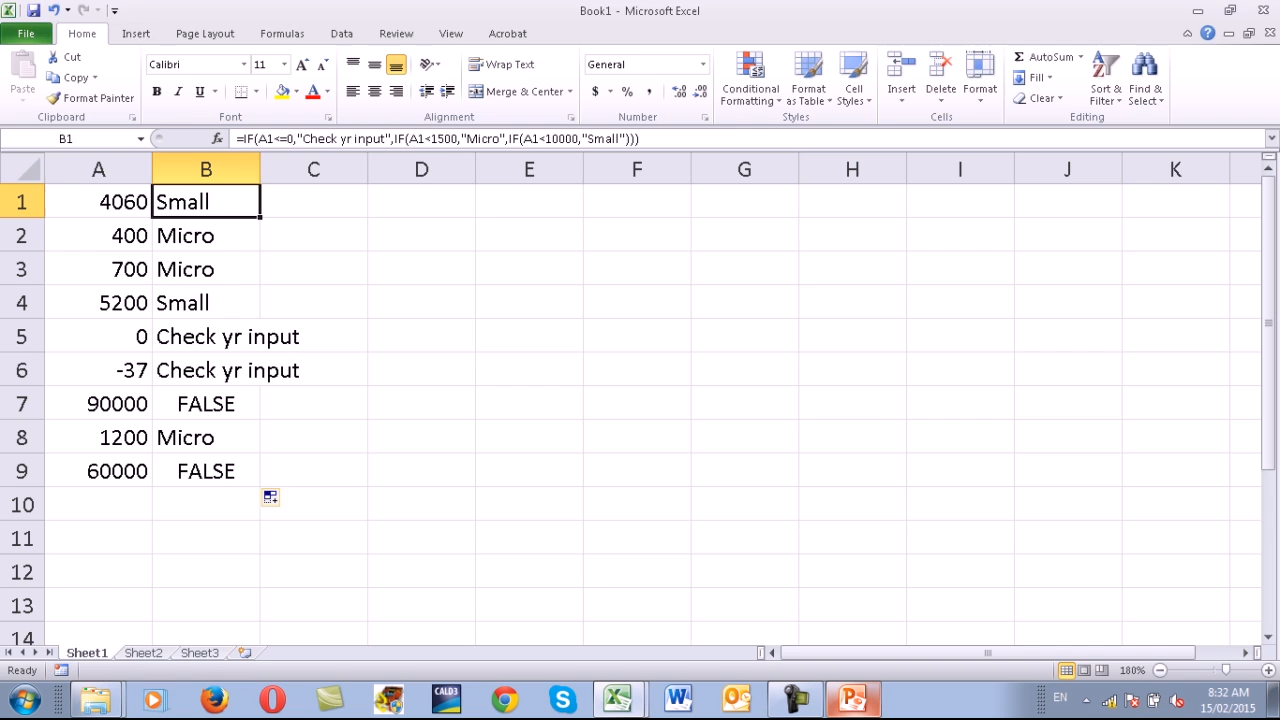 Book1 - Microsoft Excel
File Home Insert Page Layout Formulas Data Review View Acrobat
Paste
Cut
Copy
Format Painter
Clipboard
Calibri 11
B I U
Font
Wrap Text
Merge & Center
Alignment
General
$ % ,
Number
Conditional Formatting
Format as Table
Cell Styles
Styles
Insert Delete Format
Cells
Σ AutoSum
Fill
Clear
Sort & Filter
Find & Select
Editing
B1 fx =IF(A1<=0,"Check yr input",IF(A1<1500,"Micro",IF(A1<10000,"Small")))
A B C D E F G H I J K
1 4060 Small
2 400 Micro
3 700 Micro
4 5200 Small
5 0 Check yr input
6 -37 Check yr input
7 90000 FALSE
8 1200 Micro
9 60000 FALSE
10
11
12
13
14
Sheet1 Sheet2 Sheet3
Ready 180%
CALD3 EN 8:32 AM
15/02/2015